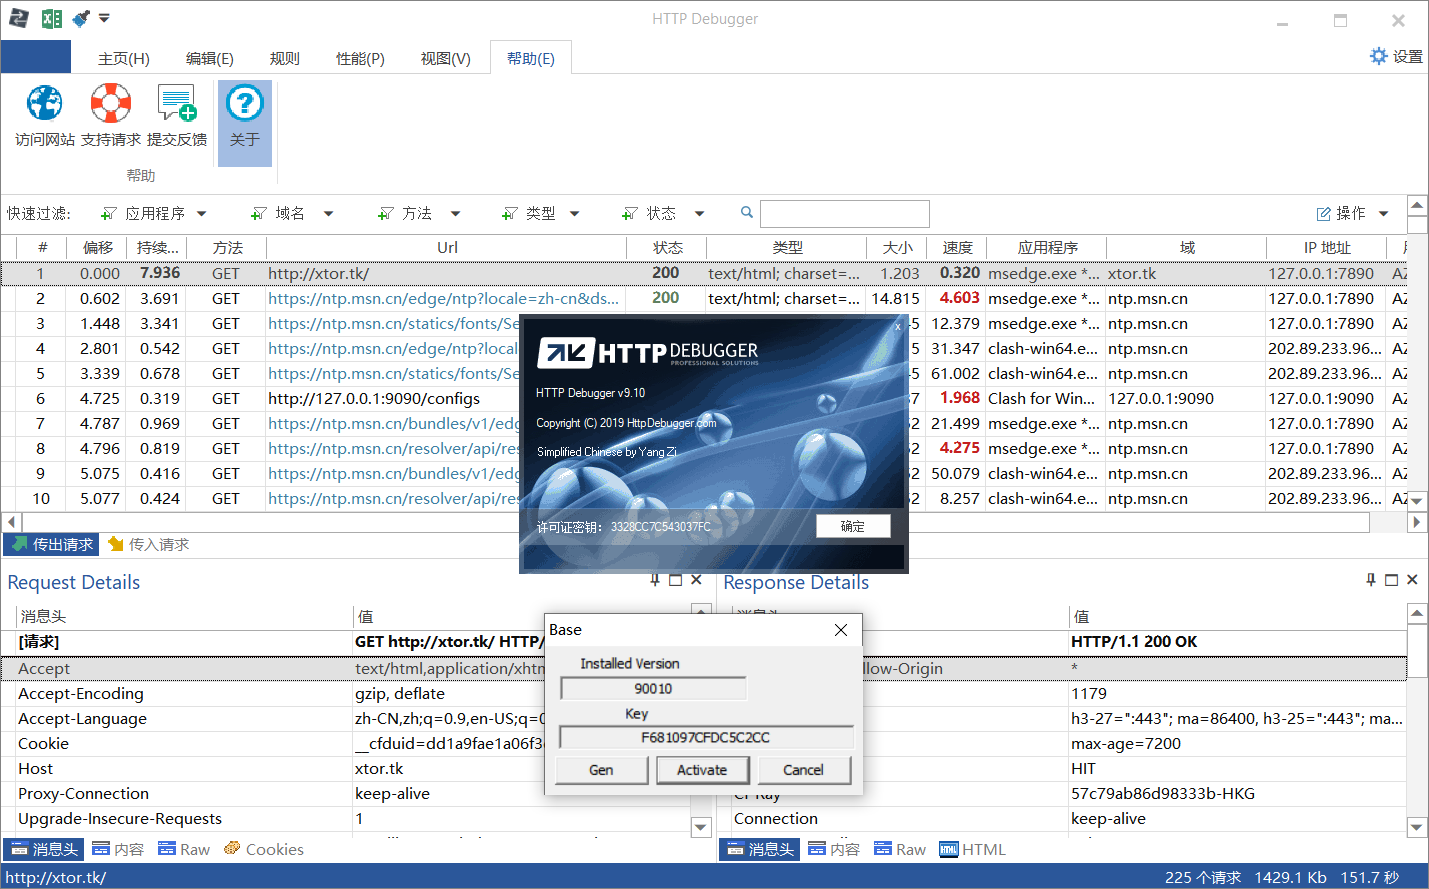 HTTP Debugger
主页(H) 编辑(E) 规则 性能(P) 视图(V) 帮助(E) 设置
访问网站 支持请求 提交反馈 关于
帮助
快速过滤: 应用程序 域名 方法 类型 状态 操作
# 偏移 持续... 方法 Url 状态 类型 大小 速度 应用程序 域 IP 地址
1 0.000 7.936 GET http://xtor.tk/ 200 text/html; charset=... 1.203 0.320 msedge.exe *... xtor.tk 127.0.0.1:7890 AZ
2 0.602 3.691 GET https://ntp.msn.cn/edge/ntp?locale=zh-cn&ds... 200 text/html; charset=... 14.815 4.603 msedge.exe *... ntp.msn.cn 127.0.0.1:7890 AZ
3 1.448 3.341 GET https://ntp.msn.cn/statics/fonts/Se 5 12.379 msedge.exe *... ntp.msn.cn 127.0.0.1:7890 AZ
4 2.801 0.542 GET https://ntp.msn.cn/edge/ntp?local 5 31.347 clash-win64.e... ntp.msn.cn 202.89.233.96... AZ
5 3.339 0.678 GET https://ntp.msn.cn/statics/fonts/Se 5 61.002 clash-win64.e... ntp.msn.cn 202.89.233.96... AZ
6 4.725 0.319 GET http://127.0.0.1:9090/configs 7 1.968 Clash for Win... 127.0.0.1:9090 127.0.0.1:9090 AZ
7 4.787 0.969 GET https://ntp.msn.cn/bundles/v1/edg 2 21.499 msedge.exe *... ntp.msn.cn 127.0.0.1:7890 AZ
8 4.796 0.819 GET https://ntp.msn.cn/resolver/api/res 2 4.275 msedge.exe *... ntp.msn.cn 127.0.0.1:7890 AZ
9 5.075 0.416 GET https://ntp.msn.cn/bundles/v1/edg 2 50.079 clash-win64.e... ntp.msn.cn 202.89.233.96... AZ
10 5.077 0.424 GET https://ntp.msn.cn/resolver/api/res 2 8.257 clash-win64.e... ntp.msn.cn 202.89.233.96... AZ
HTTP DEBUGGER
PROFESSIONAL SOLUTIONS
HTTP Debugger v9.10
Copyright (C) 2019 HttpDebugger.com
Simplified Chinese by Yang Zi
许可证密钥: 3328CC7C543037FC 确定
传出请求 传入请求
Request Details
消息头 值
[请求] GET http://xtor.tk/ HTTP/
Accept text/html,application/xhtm
Accept-Encoding gzip, deflate
Accept-Language zh-CN,zh;q=0.9,en-US;q=0
Cookie __cfduid=dd1a9fae1a06f3
Host xtor.tk
Proxy-Connection keep-alive
Upgrade-Insecure-Requests 1
消息头 内容 Raw Cookies
Base
Installed Version
90010
Key
F681097CFDC5C2CC
Gen Activate Cancel
Response Details
值
HTTP/1.1 200 OK
llow-Origin *
1179
h3-27=":443"; ma=86400, h3-25=":443"; ma...
max-age=7200
HIT
57c79ab86d98333b-HKG
Connection keep-alive
消息头 内容 Raw HTML
http://xtor.tk/ 225 个请求 1429.1 Kb 151.7 秒